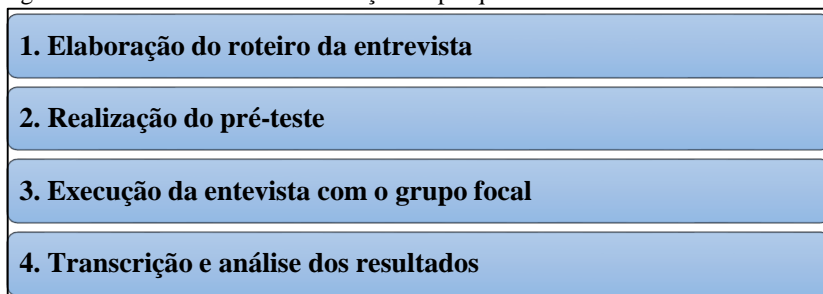 1. Elaboração do roteiro da entrevista
2. Realização do pré-teste
3. Execução da entevista com o grupo focal
4. Transcrição e análise dos resultados